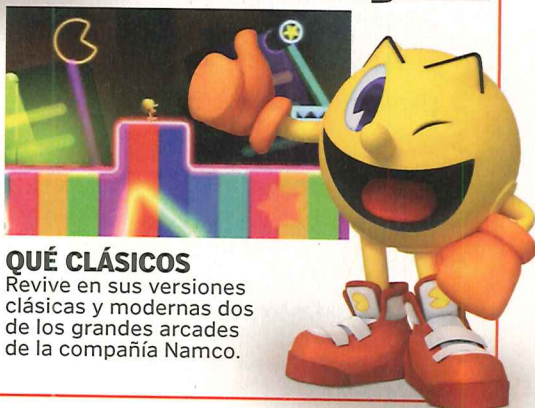 QUÉ CLÁSICOS
Revive en sus versiones
clásicas y modernas dos
de los grandes arcades
de la compañía Namco.